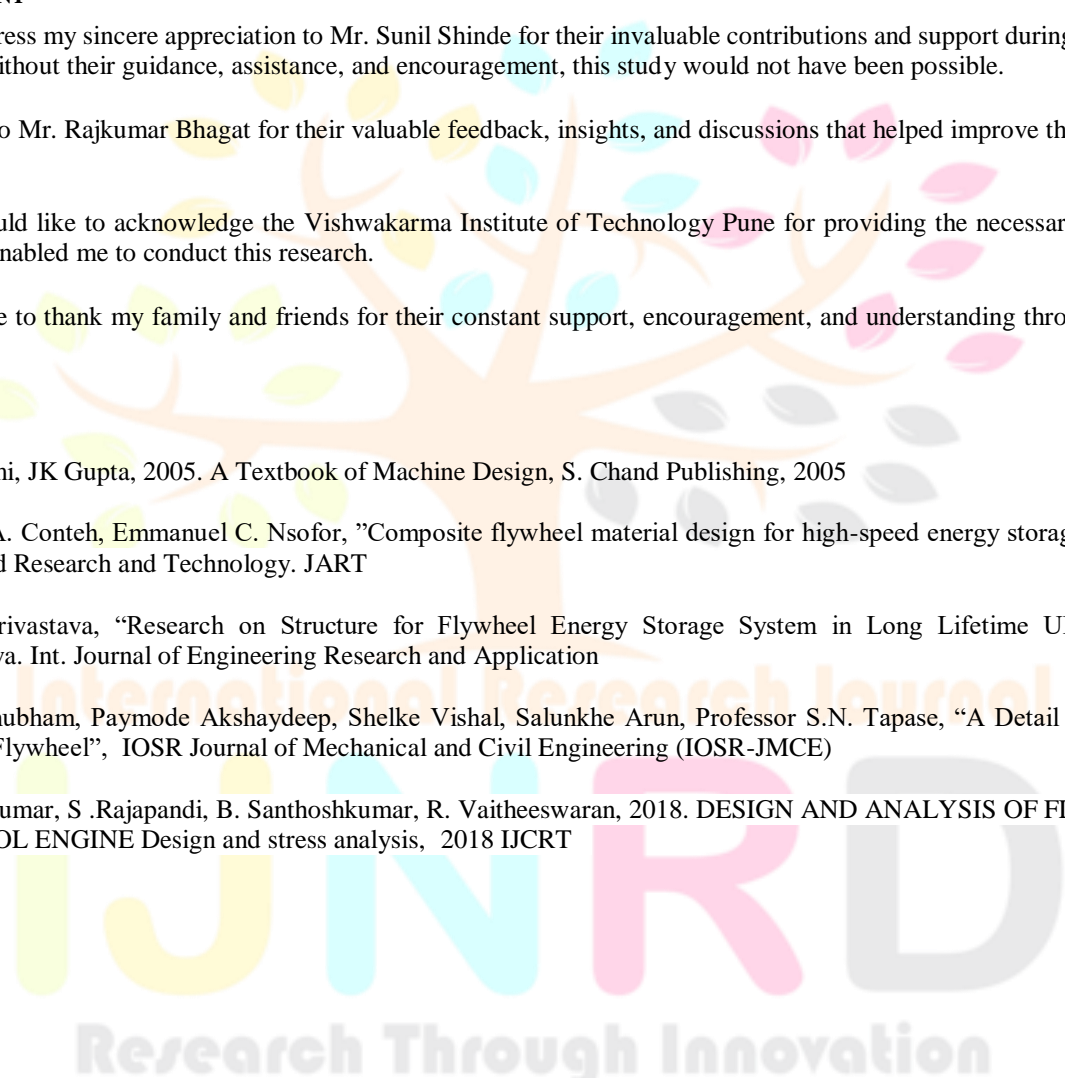 ress my sincere appreciation to Mr. Sunil Shinde for their invaluable contributions and support during
ithout their guidance, assistance, and encouragement, this study would not have been possible.
o Mr. Rajkumar Bhagat for their valuable feedback, insights, and discussions that helped improve th
uld like to acknowledge the Vishwakarma Institute of Technology Pune for providing the necessar
nabled me to conduct this research.
e to thank my family and friends for their constant support, encouragement, and understanding thro
ni, JK Gupta, 2005. A Textbook of Machine Design, S. Chand Publishing, 2005
A. Conteh, Emmanuel C. Nsofor, ”Composite flywheel material design for high-speed energy storag
d Research and Technology. JART
rivastava, “Research on Structure for Flywheel Energy Storage System in Long Lifetime U
va. Int. Journal of Engineering Research and Application
International Research Journal
ubham, Paymode Akshaydeep, Shelke Vishal, Salunkhe Arun, Professor S.N. Tapase, “A Detail
Flywheel”, IOSR Journal of Mechanical and Civil Engineering (IOSR-JMCE)
umar, S .Rajapandi, B. Santhoshkumar, R. Vaitheeswaran, 2018. DESIGN AND ANALYSIS OF F
OL ENGINE Design and stress analysis, 2018 IJCRT
IJNRD
Research Through Innovation